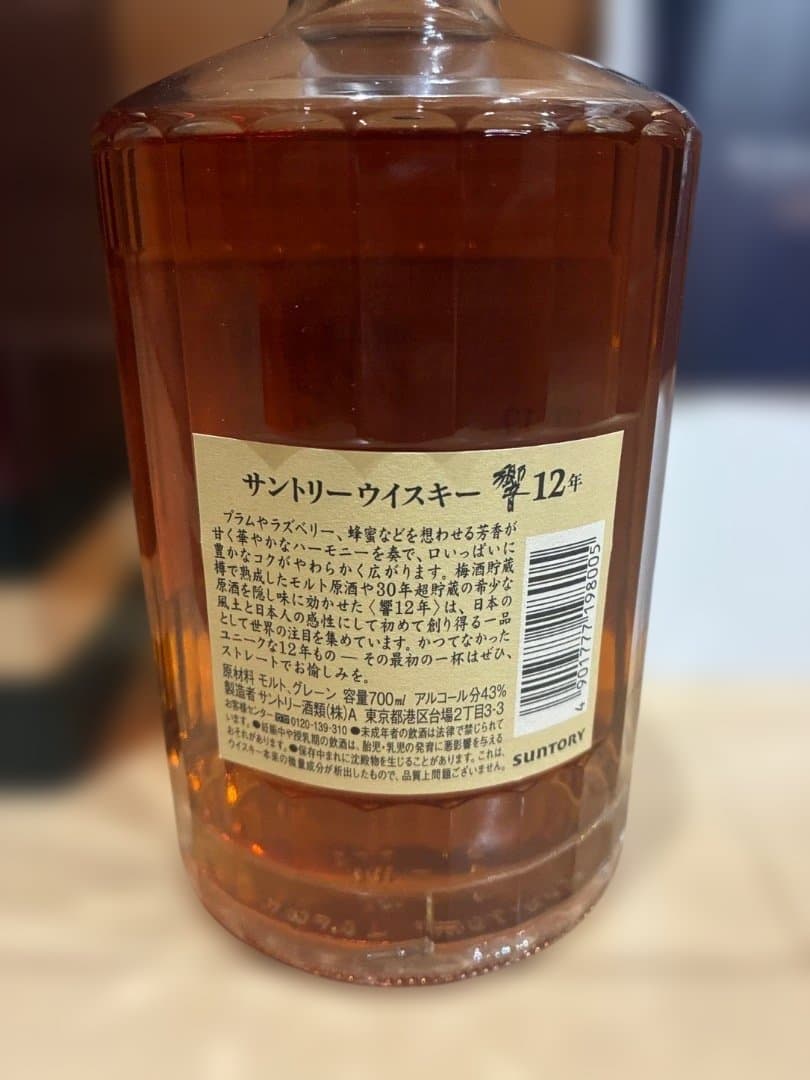 サントリーウイスキー 響 12年
プラムやラズベリー、蜂蜜などを想わせる芳香が
甘く華やかなハーモニーを奏で、口いっぱいに
豊かなコクがやわらかく広がります。梅酒貯蔵
樽で熟成したモルト原酒や30年超貯蔵の希少な
原酒を隠し味に効かせた〈響12年〉は、日本の
風土と日本人の感性にして初めて創り得る一品
として世界の注目を集めています。かつてなかった
ユニークな12年もの ― その最初の一杯はぜひ、
ストレートでお愉しみを。
原材料 モルト、グレーン 容量700㎖ アルコール分43%
製造者 サントリー酒類(株)A 東京都港区台場2丁目3-3
お客様センター 0120-139-310 ●未成年者の飲酒は法律で禁じられて
います。●妊娠中や授乳期の飲酒は、胎児・乳児の発育に悪影響を与える
おそれがあります。●保存中まれに沈殿物を生じることがあります。これは、
ウイスキー本来の微量成分が析出したもので、品質上問題ございません。
4 901777 198005
SUNTORY